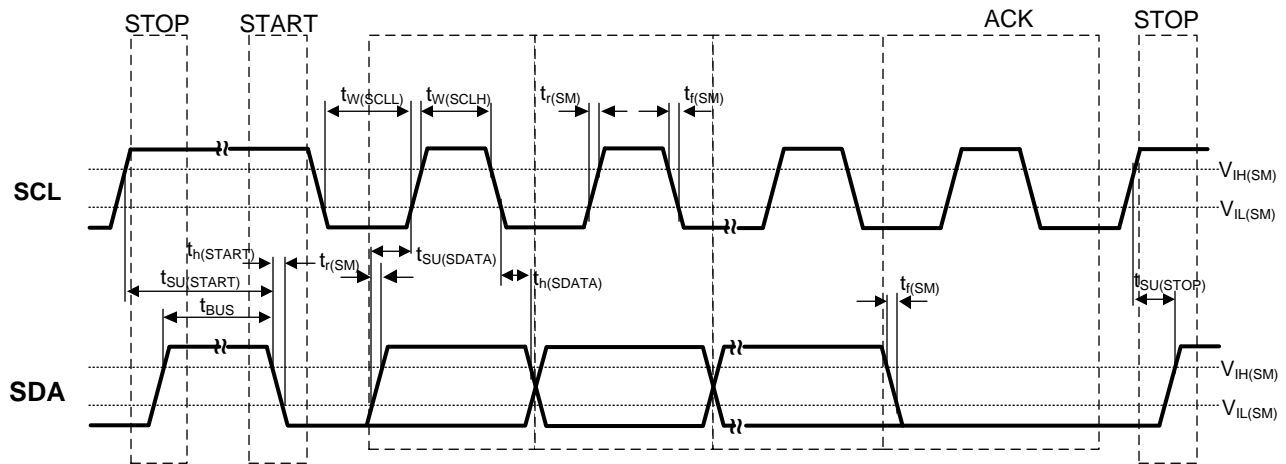 STOP START ACK STOP
tW(SCLL) tW(SCLH) tr(SM) tf(SM)
VIH(SM)
SCL
VIL(SM)
th(START) tr(SM) tSU(SDATA)
tSU(START) th(SDATA) tf(SM) tSU(STOP)
tBUS
VIH(SM)
SDA
VIL(SM)